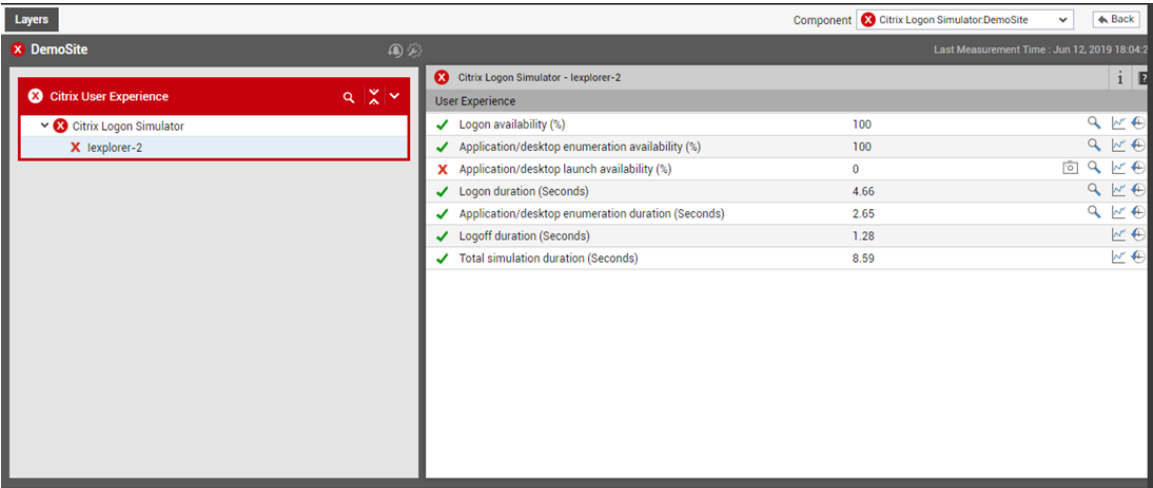 Layers
Component Citrix Logon Simulator:DemoSite Back
DemoSite
Last Measurement Time : Jun 12, 2019 18:04:2
Citrix User Experience
Citrix Logon Simulator
Iexplorer-2
Citrix Logon Simulator - Iexplorer-2
User Experience
Logon availability (%) 100
Application/desktop enumeration availability (%) 100
Application/desktop launch availability (%) 0
Logon duration (Seconds) 4.66
Application/desktop enumeration duration (Seconds) 2.65
Logoff duration (Seconds) 1.28
Total simulation duration (Seconds) 8.59